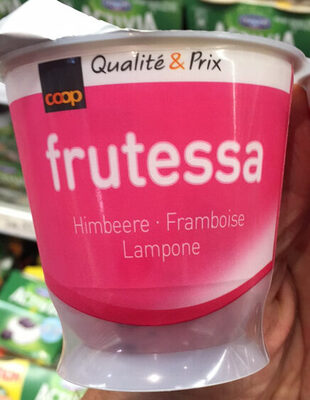 Qualité & Prix
coop
frutessa
Himbeere · Framboise
Lampone